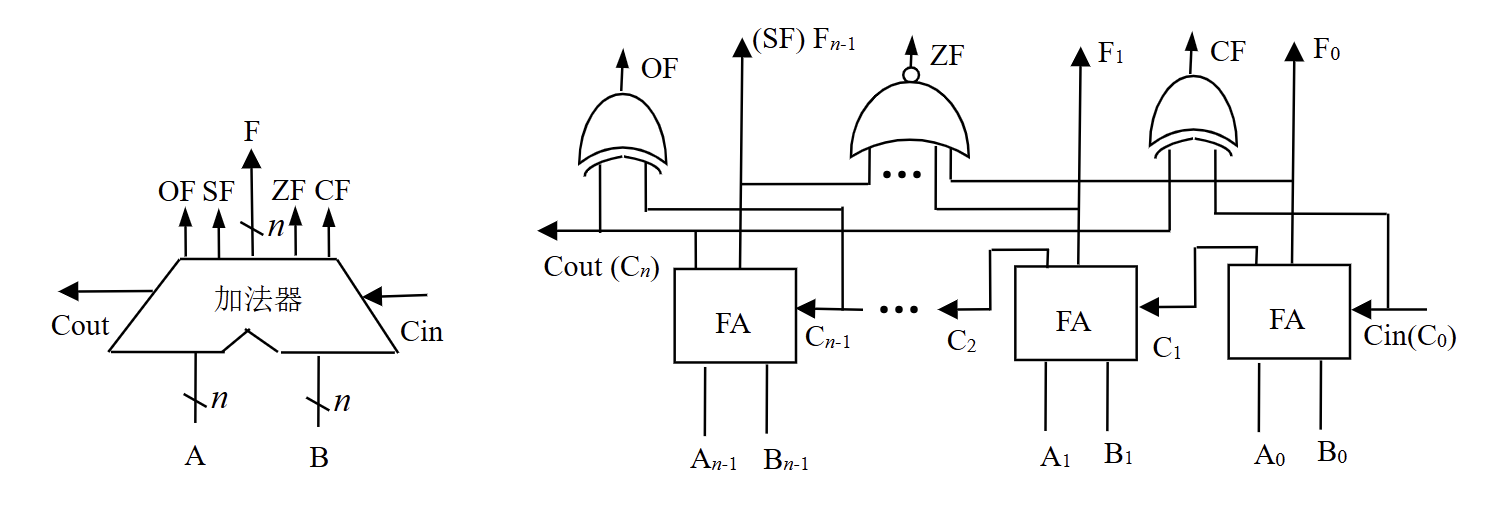 F
OF SF ZF CF
n
加法器
Cout
Cin
n
n
A
B
OF
(SF) Fn-1
ZF
F1
CF
F0
Cout (Cn)
FA
Cn-1
C2
FA
C1
FA
Cin(C0)
An-1
Bn-1
A1
B1
A0
B0